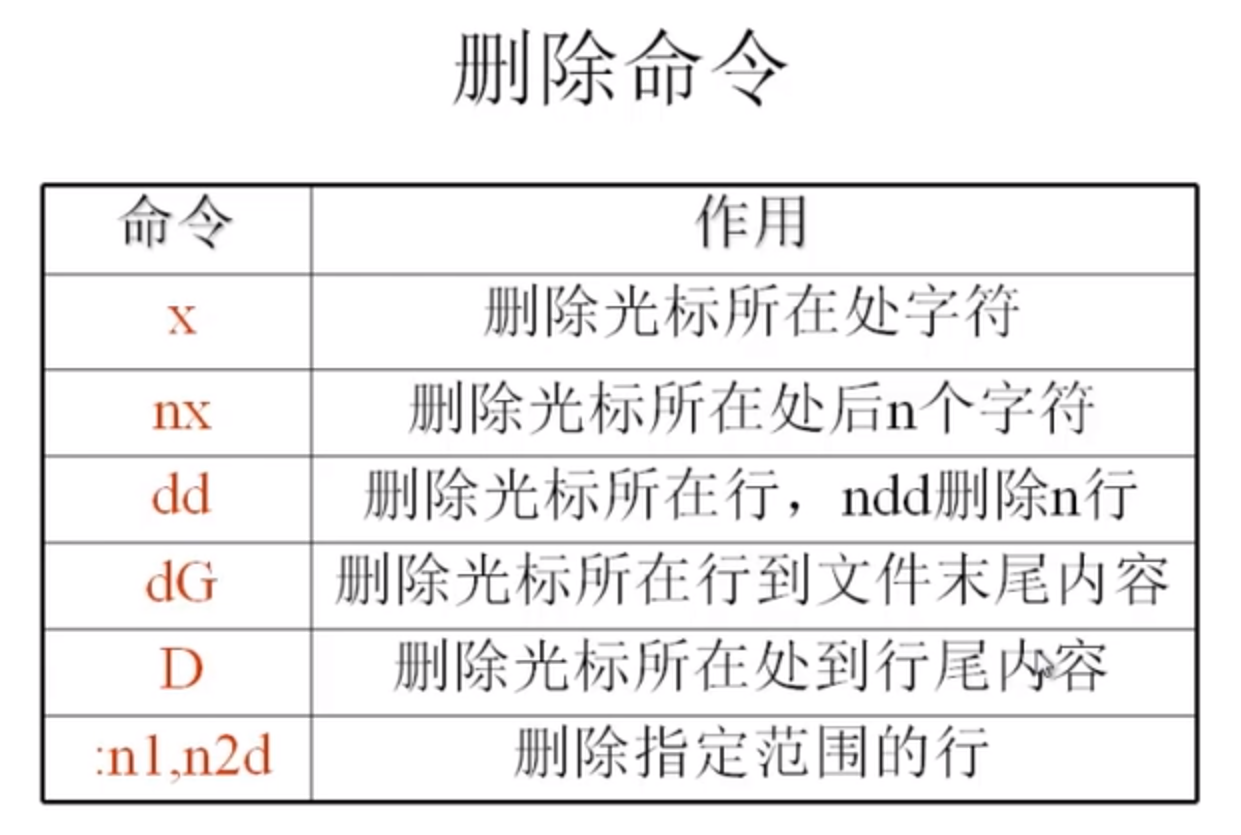 删除命令
命令 作用
x 删除光标所在处字符
nx 删除光标所在处后n个字符
dd 删除光标所在行，ndd删除n行
dG 删除光标所在行到文件末尾内容
D 删除光标所在处到行尾内容
:n1,n2d 删除指定范围的行